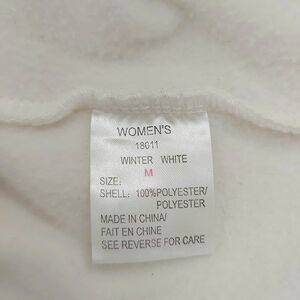 WOMEN'S
18011
WINTER WHITE
M
SIZE:
SHELL: 100%POLYESTER/
POLYESTER
MADE IN CHINA/
FAIT EN CHINE
SEE REVERSE FOR CARE